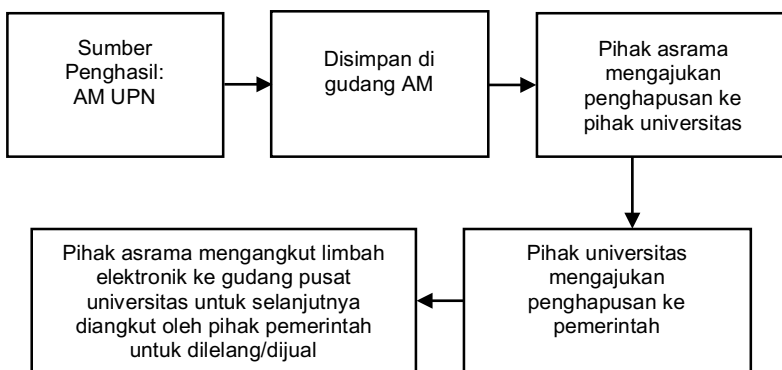 Sumber
Penghasil:
AM UPN
Disimpan di
gudang AM
Pihak asrama
mengajukan
penghapusan ke
pihak universitas
Pihak universitas
mengajukan
penghapusan ke
pemerintah
Pihak asrama mengangkut limbah
elektronik ke gudang pusat
universitas untuk selanjutnya
diangkut oleh pihak pemerintah
untuk dilelang/dijual